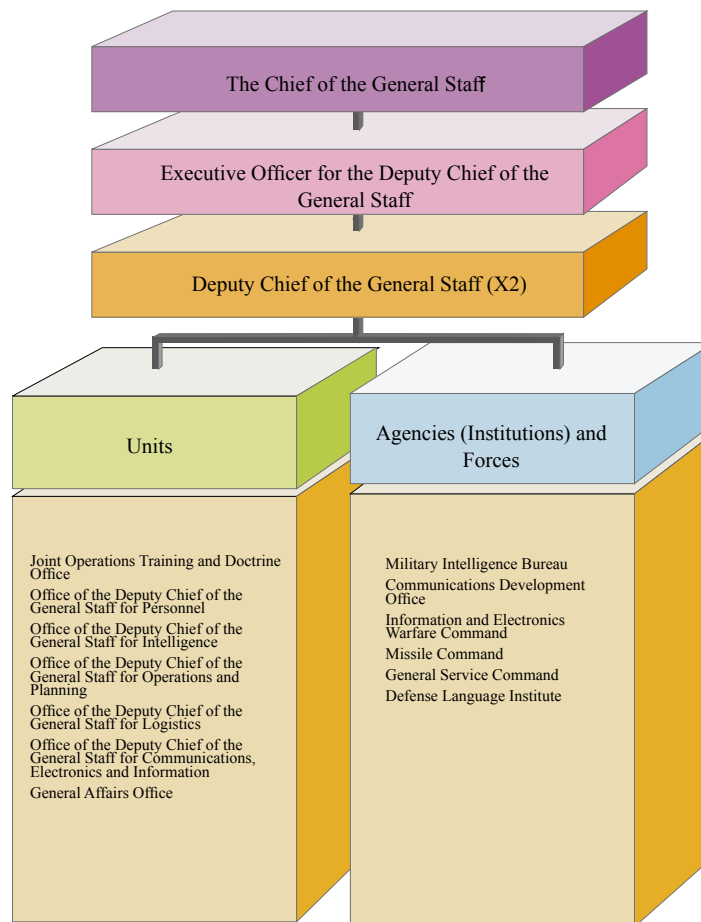 The Chief of the General Staff
Executive Officer for the Deputy Chief of the
General Staff
Deputy Chief of the General Staff (X2)
Units
Joint Operations Training and Doctrine
Office
Office of the Deputy Chief of the
General Staff for Personnel
Office of the Deputy Chief of the
General Staff for Intelligence
Office of the Deputy Chief of the
General Staff for Operations and
Planning
Office of the Deputy Chief of the
General Staff for Logistics
Office of the Deputy Chief of the
General Staff for Communications,
Electronics and Information
General Affairs Office
Agencies (Institutions) and
Forces
Military Intelligence Bureau
Communications Development
Office
Information and Electronics
Warfare Command
Missile Command
General Service Command
Defense Language Institute